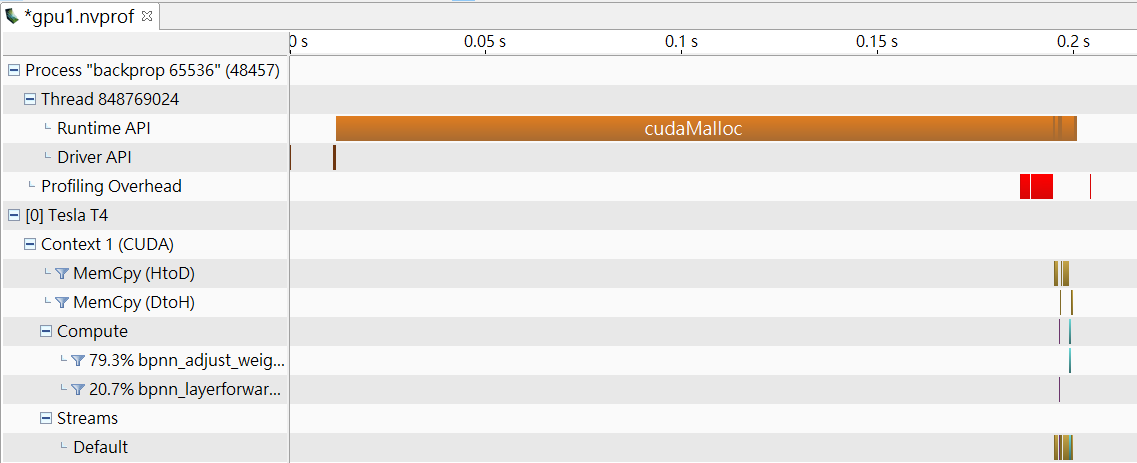 *gpu1.nvprof
0 s 0.05 s 0.1 s 0.15 s 0.2 s
Process "backprop 65536" (48457)
Thread 848769024
Runtime API cudaMalloc
Driver API
Profiling Overhead
[0] Tesla T4
Context 1 (CUDA)
MemCpy (HtoD)
MemCpy (DtoH)
Compute
79.3% bpnn_adjust_weig...
20.7% bpnn_layerforwar...
Streams
Default